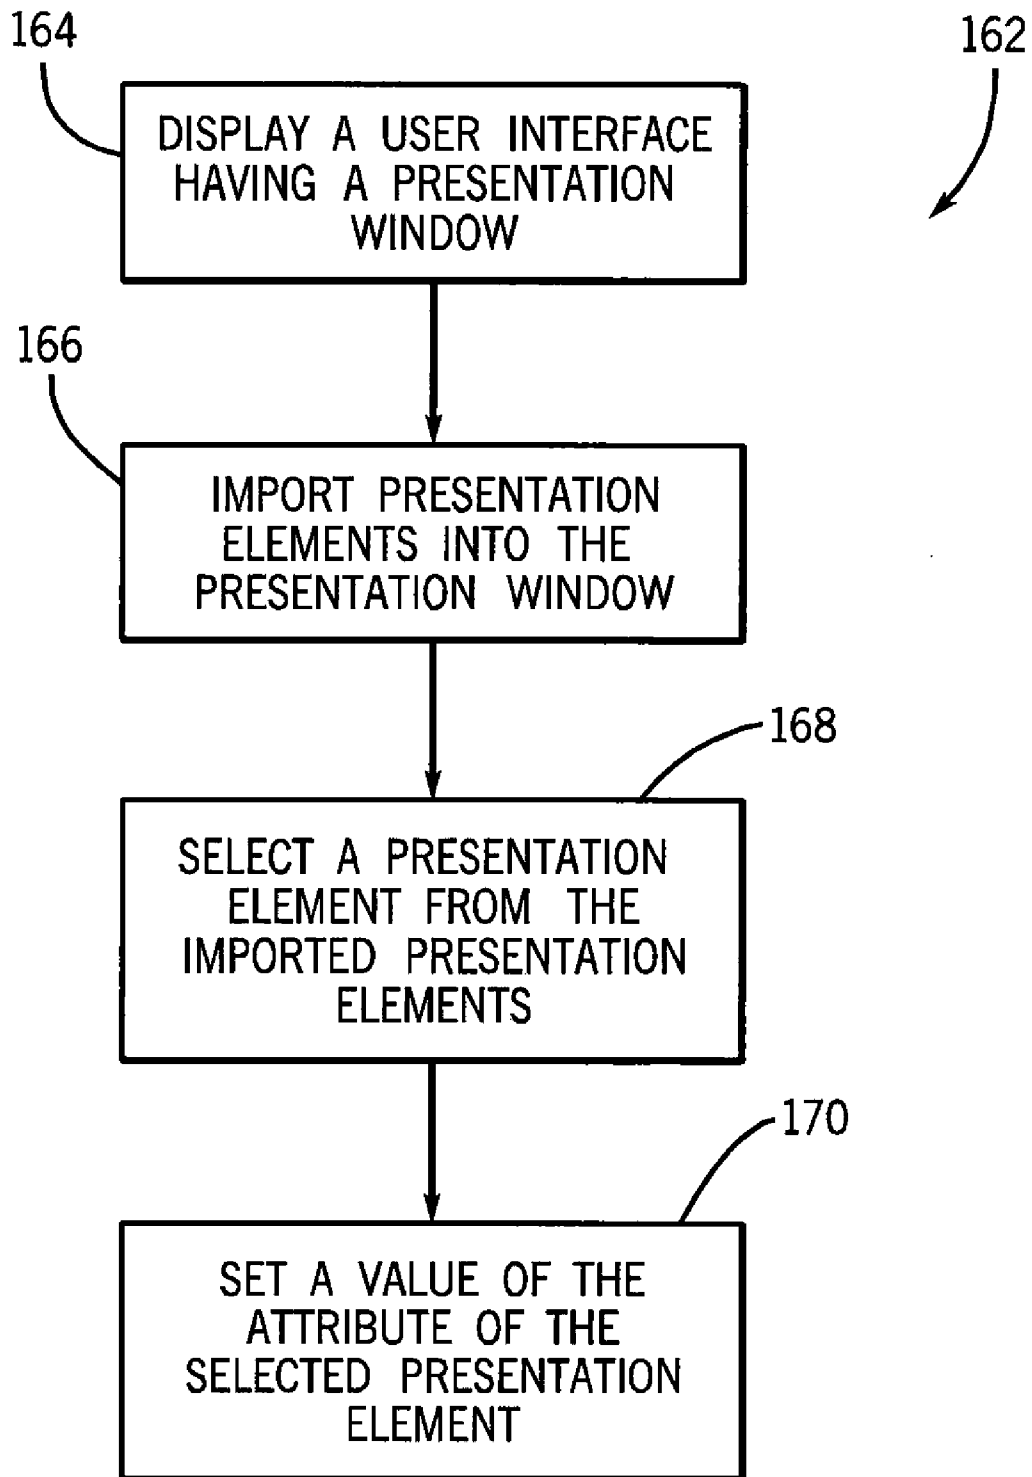 164
162
DISPLAY A USER INTERFACE
HAVING A PRESENTATION
WINDOW
166
IMPORT PRESENTATION
ELEMENTS INTO THE
PRESENTATION WINDOW
168
SELECT A PRESENTATION
ELEMENT FROM THE
IMPORTED PRESENTATION
ELEMENTS
170
SET A VALUE OF THE
ATTRIBUTE OF THE
SELECTED PRESENTATION
ELEMENT